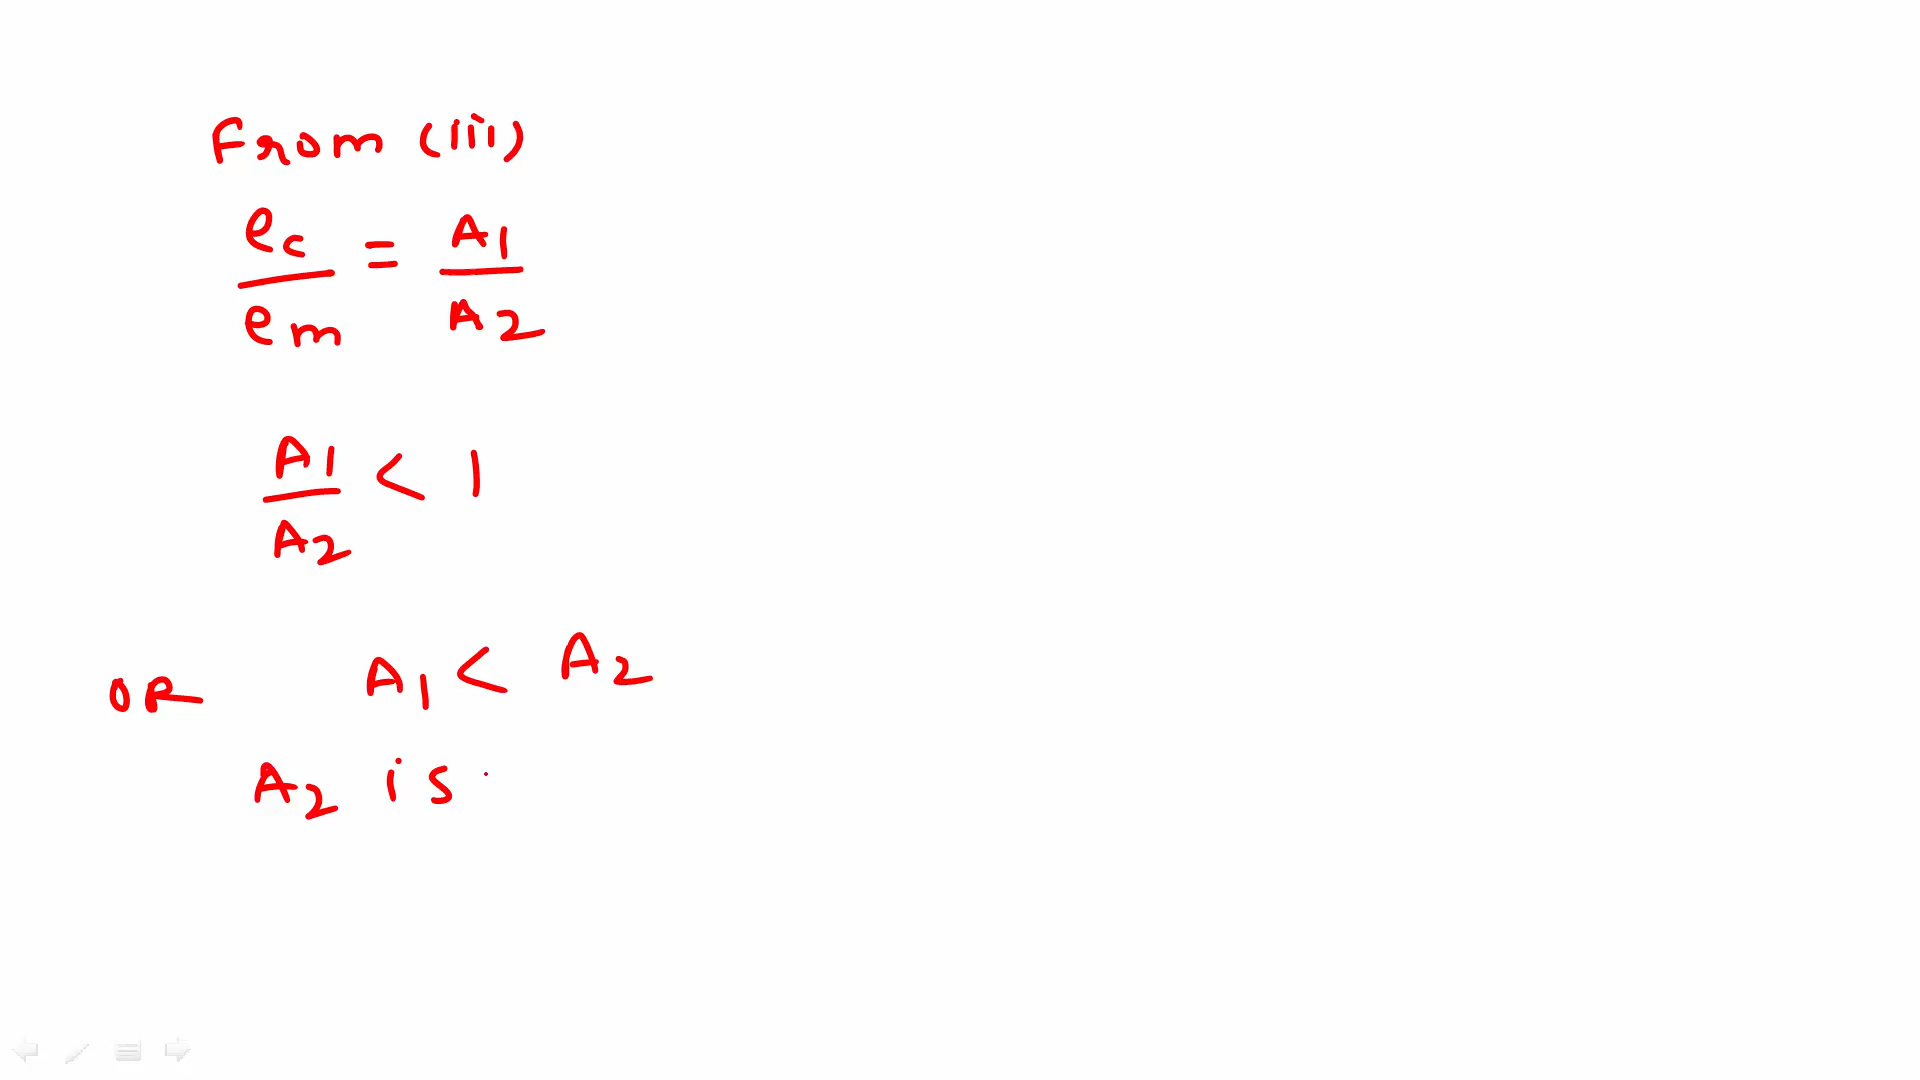 From (iii)
ec/em = A1/A2
A1/A2 < 1
OR A1 < A2
A2 is